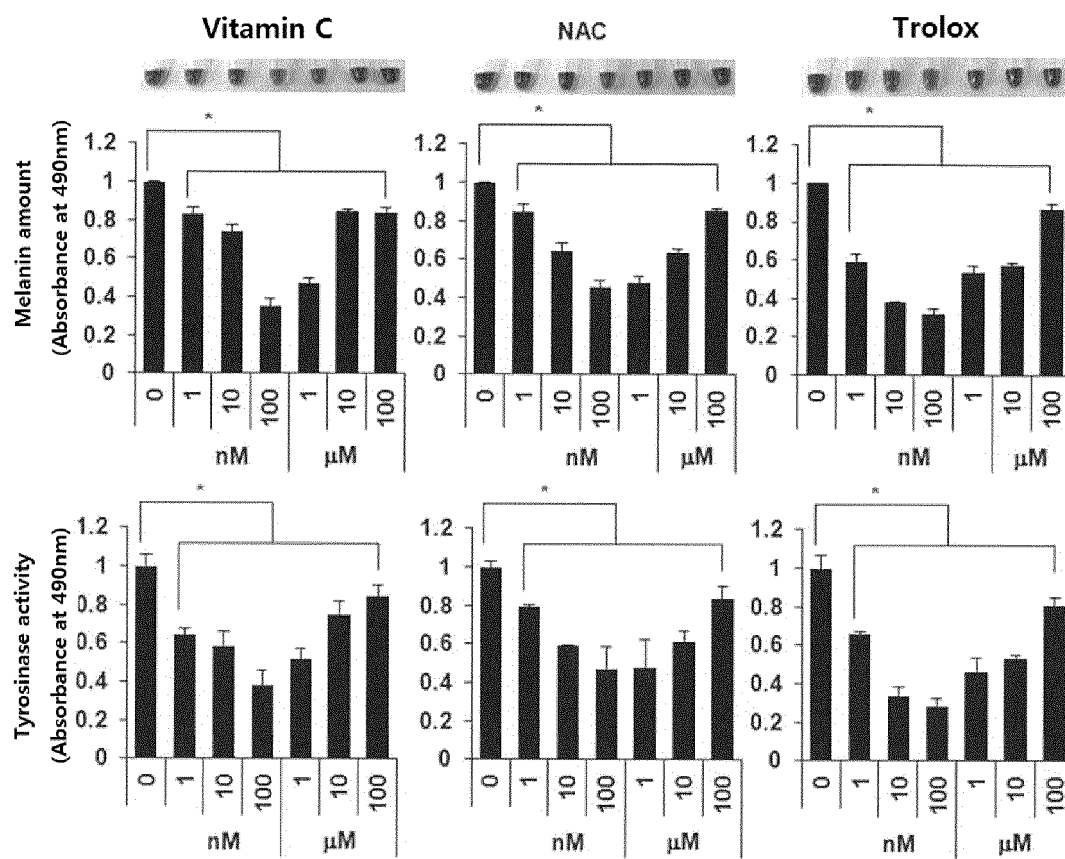 Vitamin C NAC Trolox
* * *
Melanin amount
(Absorbance at 490nm)
1.2 1.2 1.2
1 1 1
0.8 0.8 0.8
0.6 0.6 0.6
0.4 0.4 0.4
0.2 0.2 0.2
0 0 0
0 1 10 100 1 10 100 0 1 10 100 1 10 100 0 1 10 100 1 10 100
nM μM nM μM nM μM
* * *
Tyrosinase activity
(Absorbance at 490nm)
1.2 1.2 1.2
1 1 1
0.8 0.8 0.8
0.6 0.6 0.6
0.4 0.4 0.4
0.2 0.2 0.2
0 0 0
0 1 10 100 1 10 100 0 1 10 100 1 10 100 0 1 10 100 1 10 100
nM μM nM μM nM μM